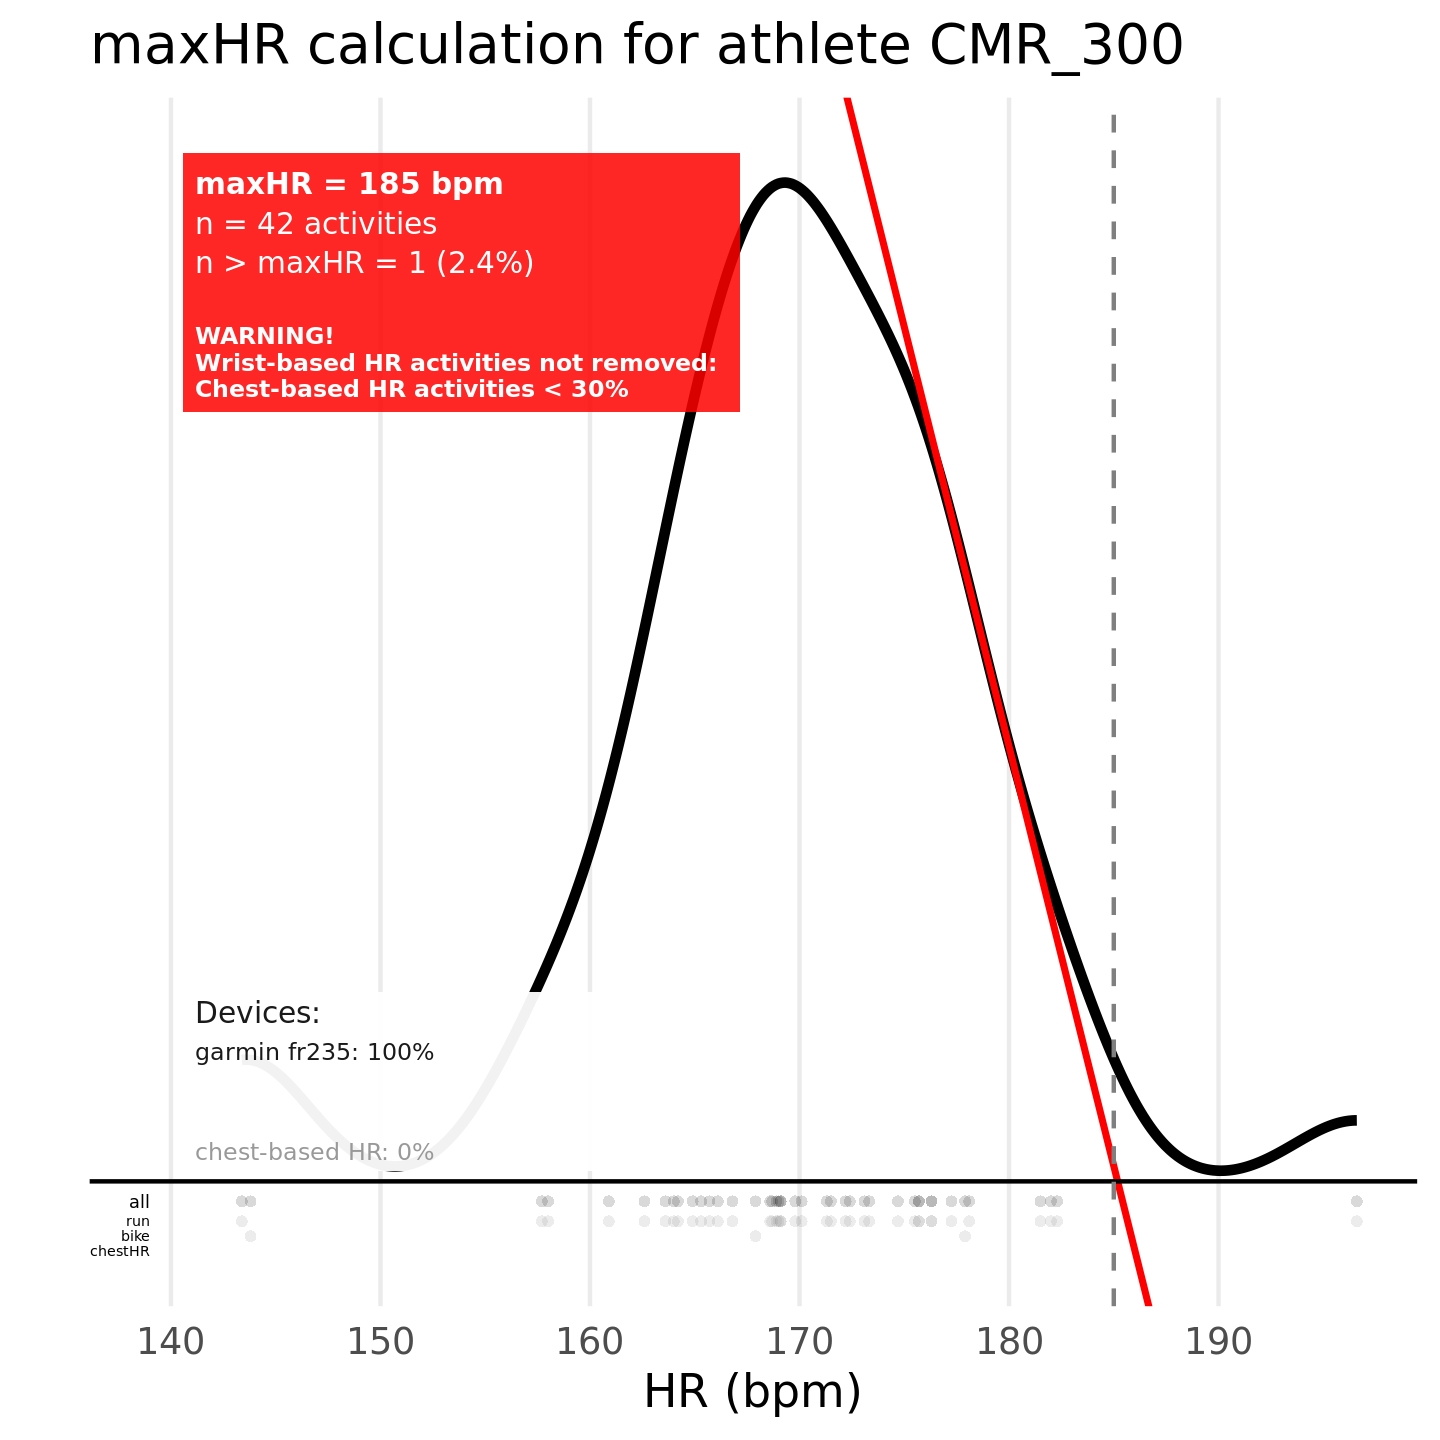 maxHR calculation for athlete CMR_300
maxHR = 185 bpm
n = 42 activities
n > maxHR = 1 (2.4%)
WARNING!
Wrist-based HR activities not removed:
Chest-based HR activities < 30%
Devices:
garmin fr235: 100%
chest-based HR: 0%
all
run
bike
chestHR
140 150 160 170 180 190
HR (bpm)